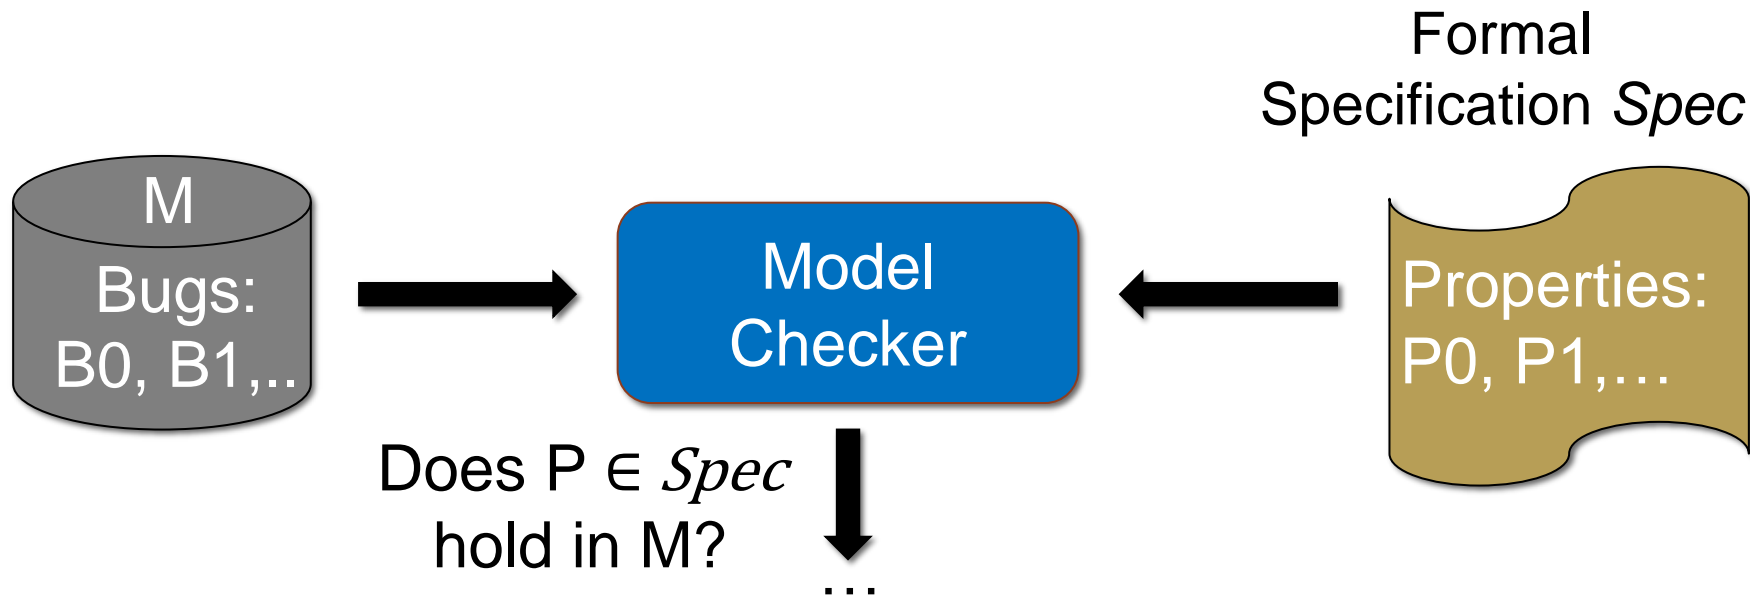 Formal
Specification Spec
M
Bugs:
B0, B1,..
Model
Checker
Properties:
P0, P1,…
Does P ∈ Spec
hold in M?
…